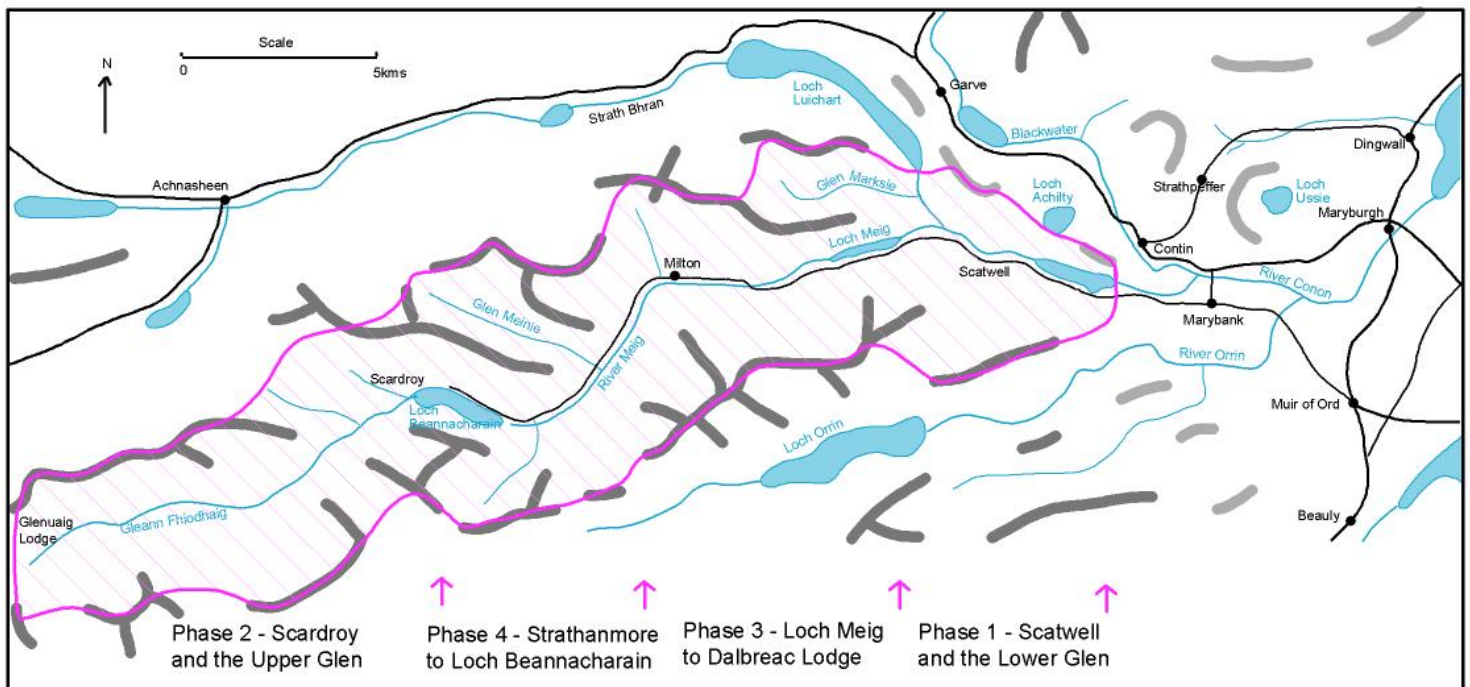 Scale
N
0
5kms
Loch
Luichart
Garve
Strath Bhran
Blackwater
Dingwall
Achnasheen
Glen Marksie
Loch
Achilty
Strathpeffer
Loch
Ussie
Maryburgh
Contin
Loch Meig
Milton
Scatwell
River Conon
Glen Meinie
Marybank
River Meig
River Orrin
Scardroy
Loch
Beannacharain
Muir of Ord
Loch Orrin
Glenuaig
Lodge
Gleann Fhiodhaig
Beauly
Phase 2 - Scardroy
and the Upper Glen
Phase 4 - Strathanmore
to Loch Beannacharain
Phase 3 - Loch Meig
to Dalbreac Lodge
Phase 1 - Scatwell
and the Lower Glen